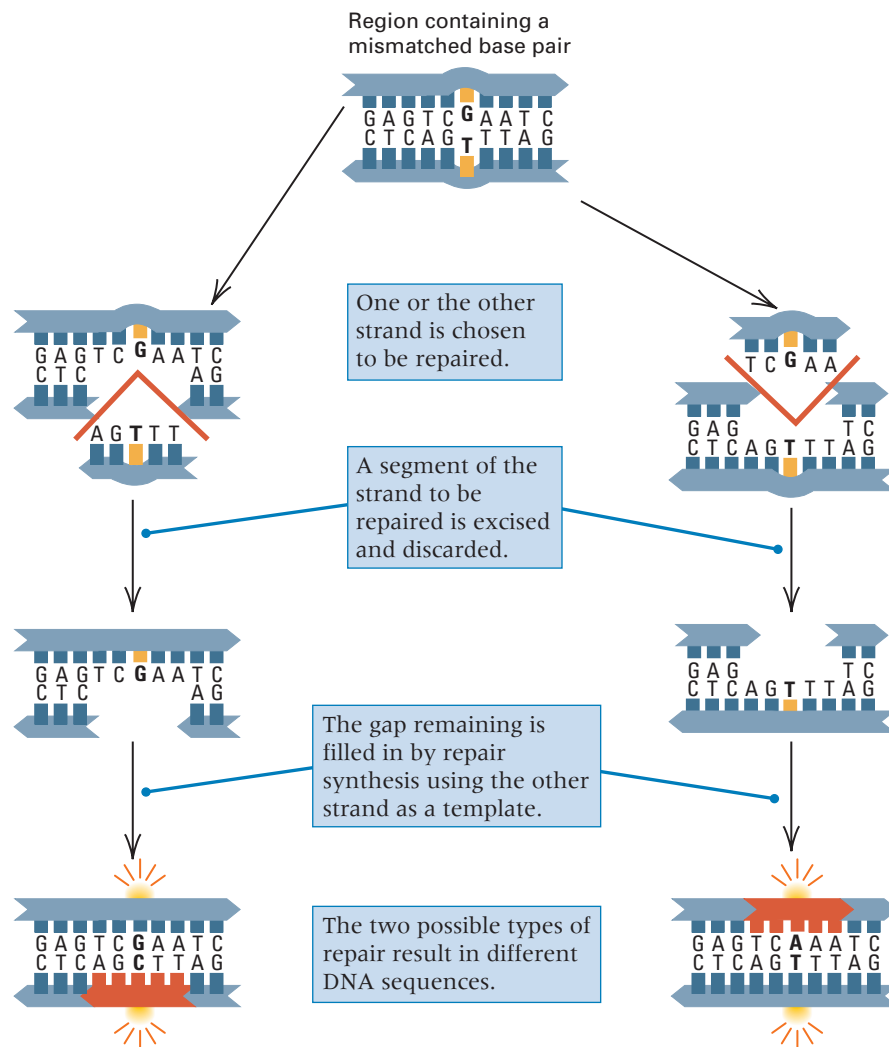 Region containing a
mismatched base pair
G A G T C G A A T C
C T C A G T T T A G
One or the other
strand is chosen
to be repaired.
G A G T C G A A T C
C T C A G
A G T T T
T C G A A
G A G T C
C T C A G T T T A G
A segment of the
strand to be
repaired is excised
and discarded.
G A G T C G A A T C
C T C A G
G A G T C
C T C A G T T T A G
The gap remaining is
filled in by repair
synthesis using the other
strand as a template.
G A G T C G A A T C
C T C A G C T T A G
The two possible types of
repair result in different
DNA sequences.
G A G T C A A A T C
C T C A G T T T A G